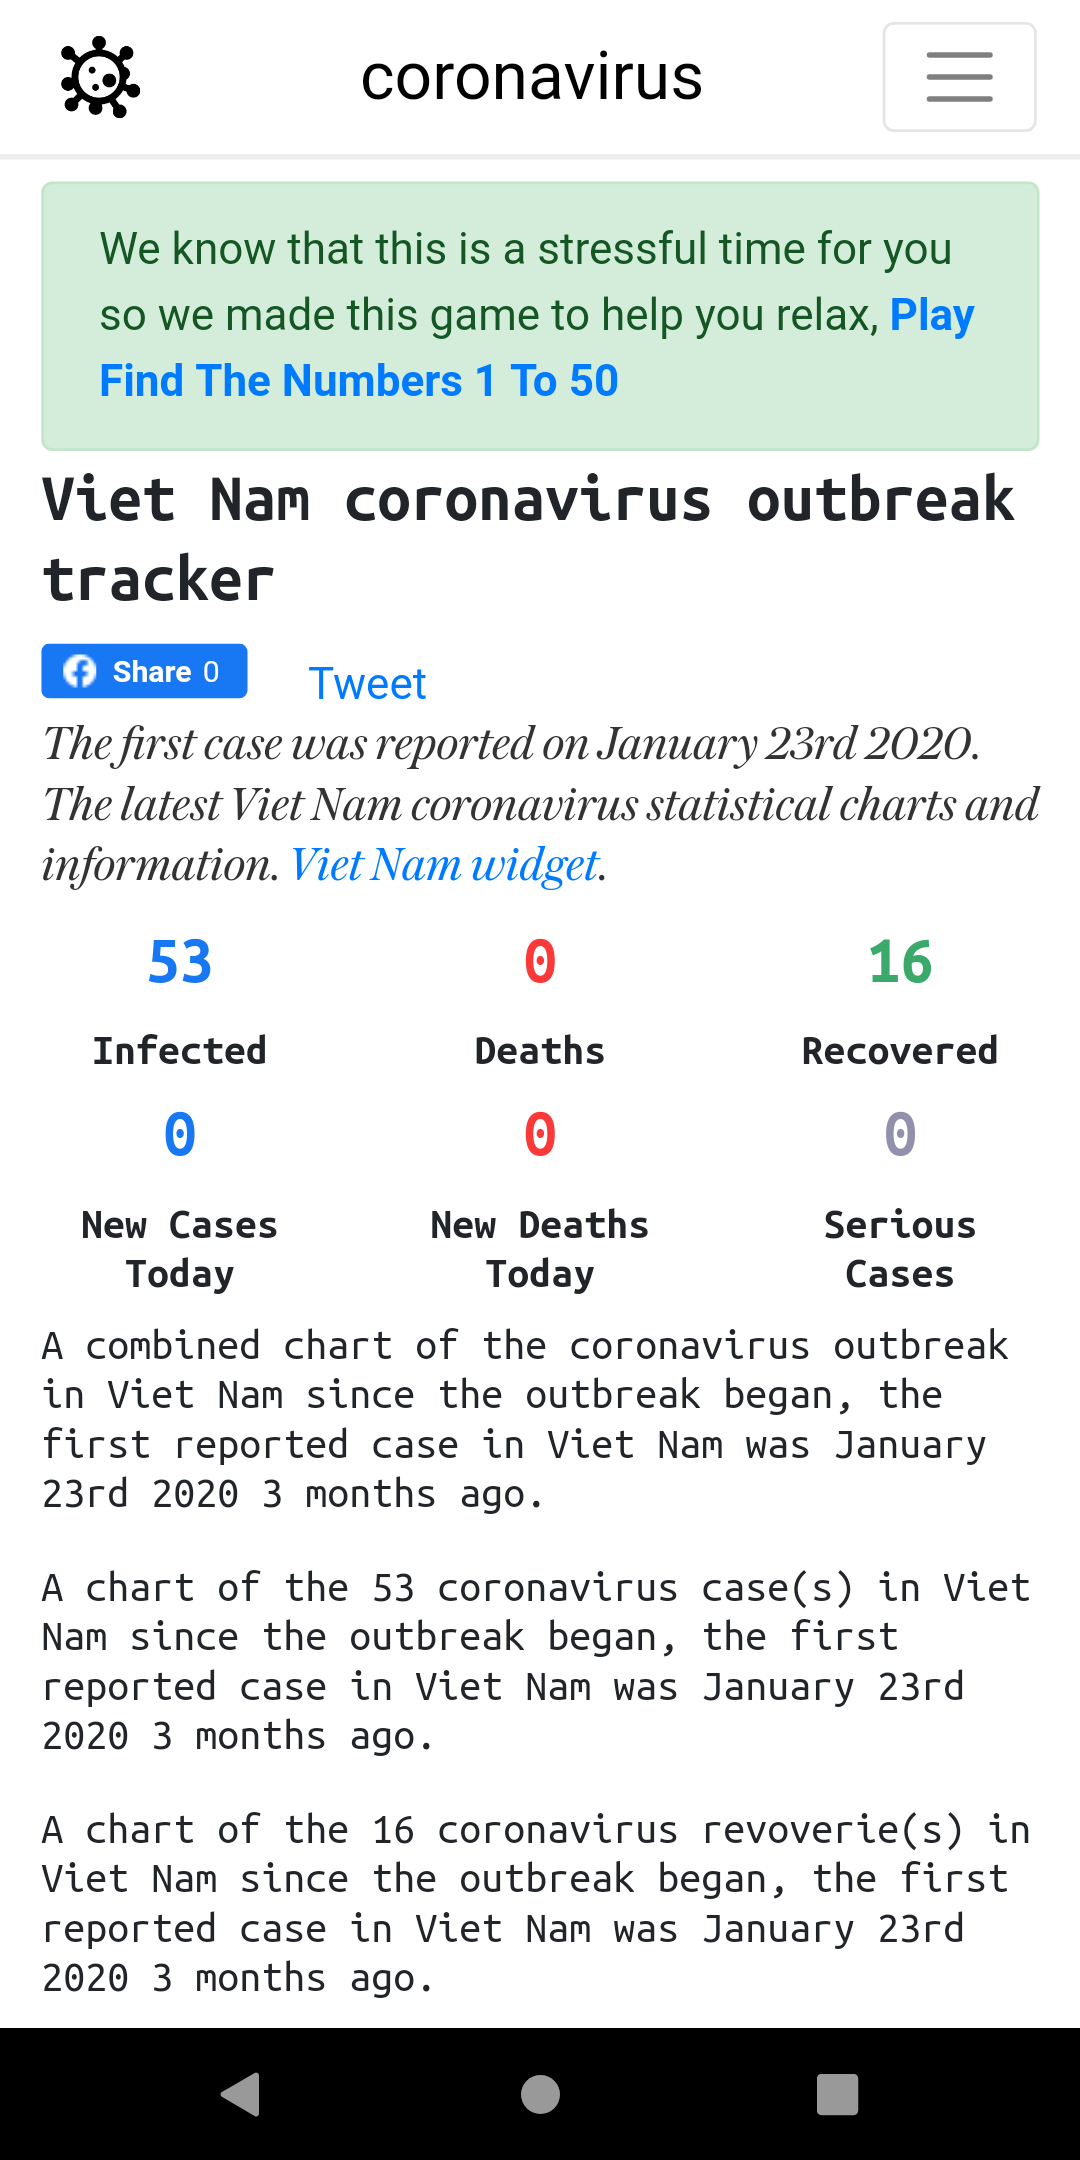 coronavirus
We know that this is a stressful time for you
so we made this game to help you relax, Play
Find The Numbers 1 To 50
Viet Nam coronavirus outbreak
tracker
Share 0
Tweet
The first case was reported on January 23rd 2020.
The latest Viet Nam coronavirus statistical charts and
information. Viet Nam widget.
53 0 16
Infected Deaths Recovered
0 0 0
New Cases New Deaths Serious
Today Today Cases
A combined chart of the coronavirus outbreak
in Viet Nam since the outbreak began, the
first reported case in Viet Nam was January
23rd 2020 3 months ago.
A chart of the 53 coronavirus case(s) in Viet
Nam since the outbreak began, the first
reported case in Viet Nam was January 23rd
2020 3 months ago.
A chart of the 16 coronavirus revoverie(s) in
Viet Nam since the outbreak began, the first
reported case in Viet Nam was January 23rd
2020 3 months ago.